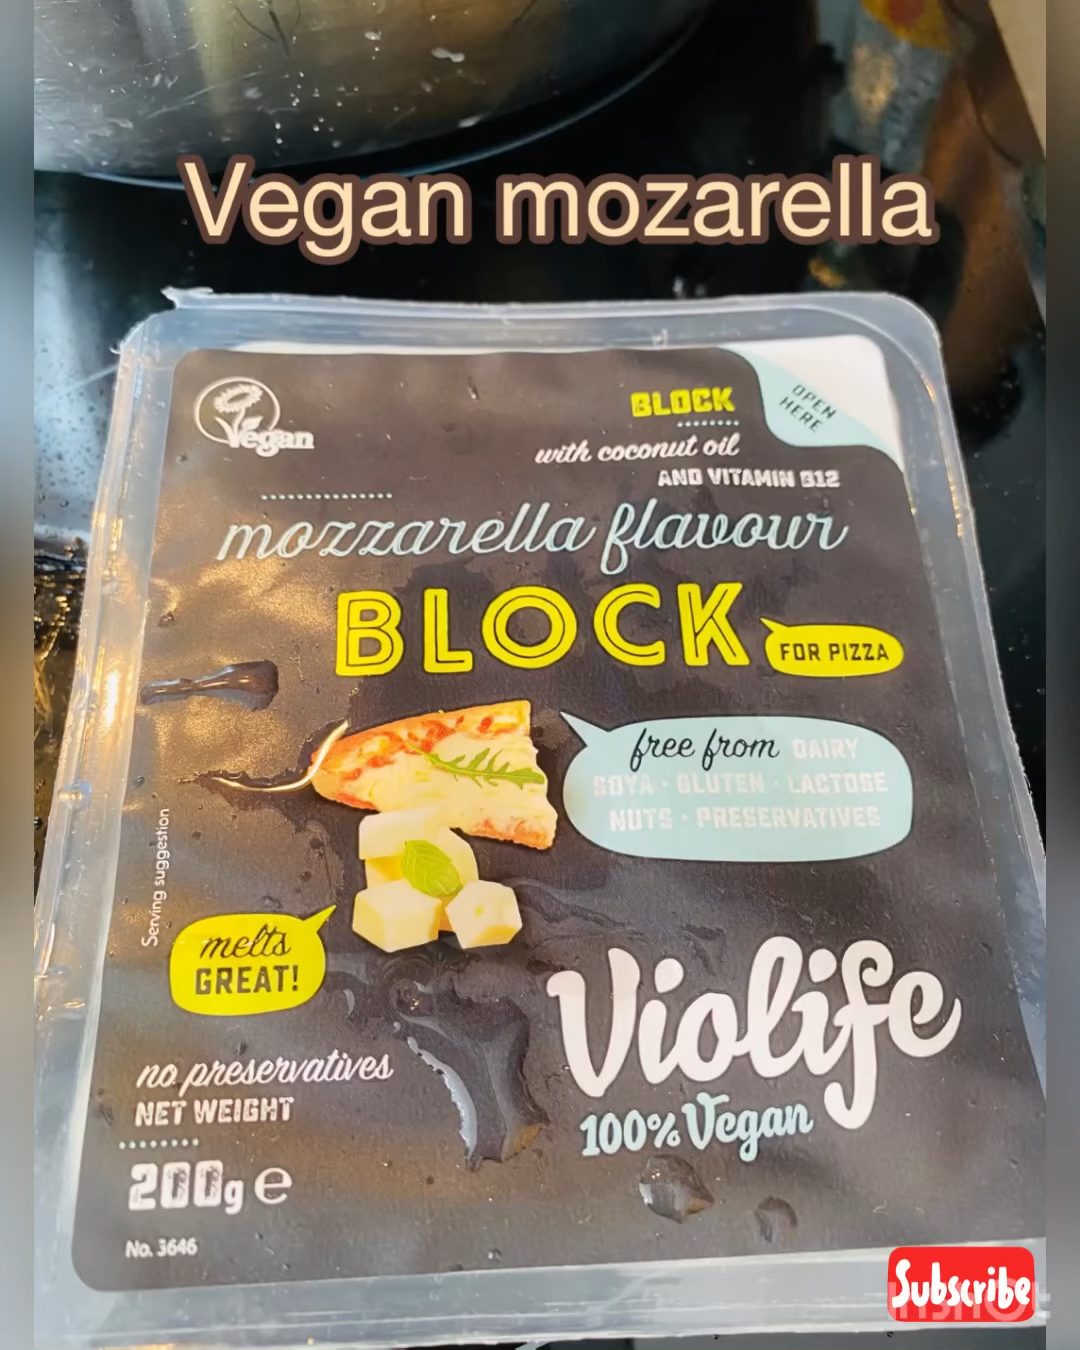 Vegan mozarella
Vegan
BLOCK
OPEN
HERE
with coconut oil
AND VITAMIN B12
mozzarella flavour
BLOCK
FOR PIZZA
free from DAIRY
SOYA · GLUTEN · LACTOSE
NUTS · PRESERVATIVES
Serving suggestion
melts
GREAT!
Violife
100% Vegan
no preservatives
NET WEIGHT
200g e
No. 3646
Subscribe